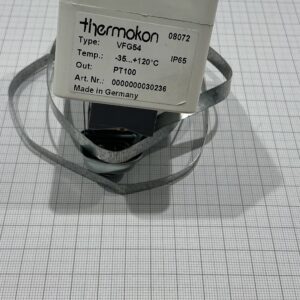 thermokon 08072
Type: VFG54
Temp.: -35...+120°C IP65
Out: PT100
Art. Nr.: 0000000030236
Made in Germany